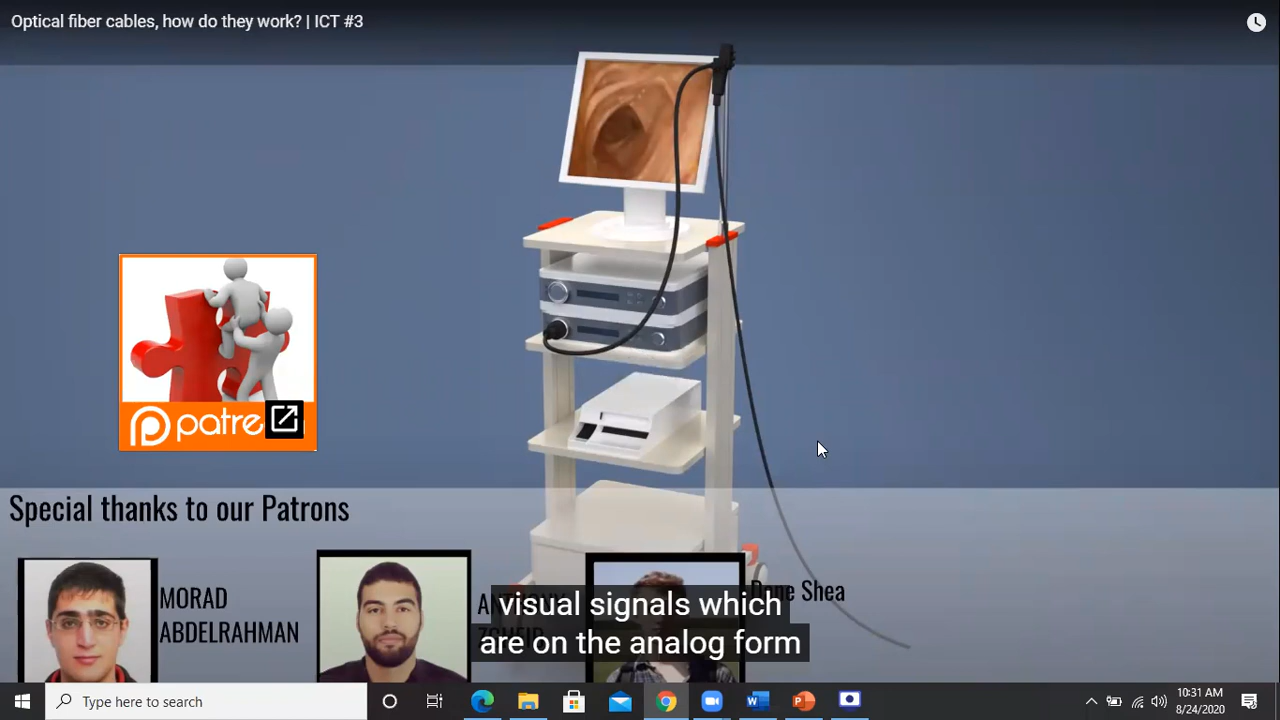 Optical fiber cables, how do they work? | ICT #3
patre
Special thanks to our Patrons
MORAD
ABDELRAHMAN
Shea
visual signals which
are on the analog form
Type here to search
10:31 AM
8/24/2020